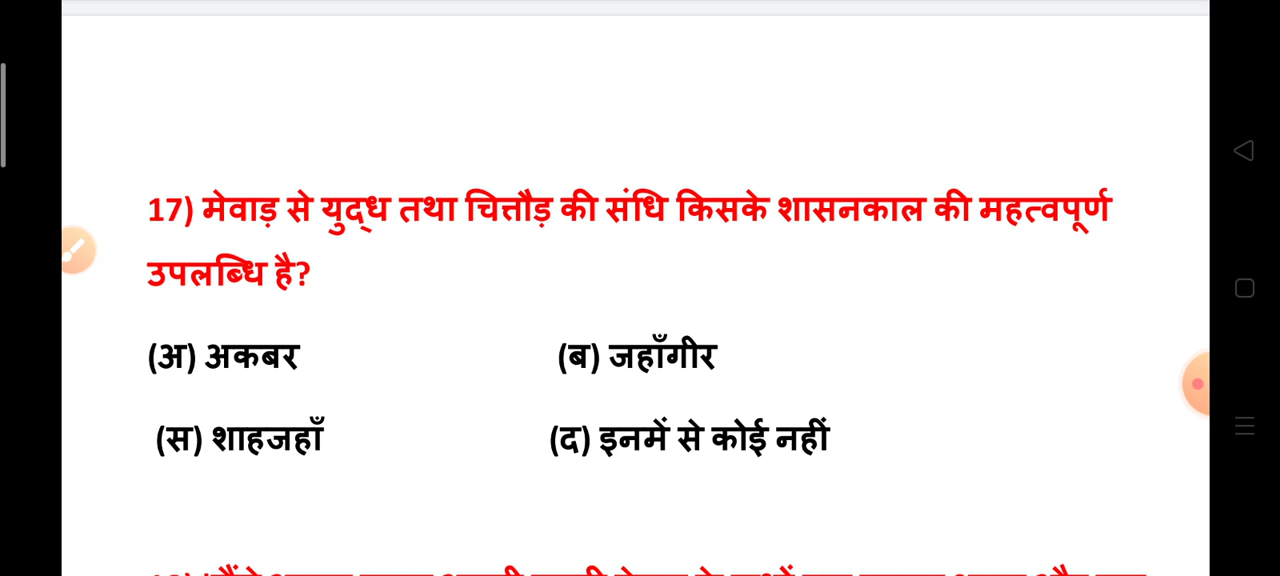 17) मेवाड़ से युद्ध तथा चित्तौड़ की संधि किसके शासनकाल की महत्वपूर्ण
उपलब्धि है?
(अ) अकबर (ब) जहाँगीर
(स) शाहजहाँ (द) इनमें से कोई नहीं